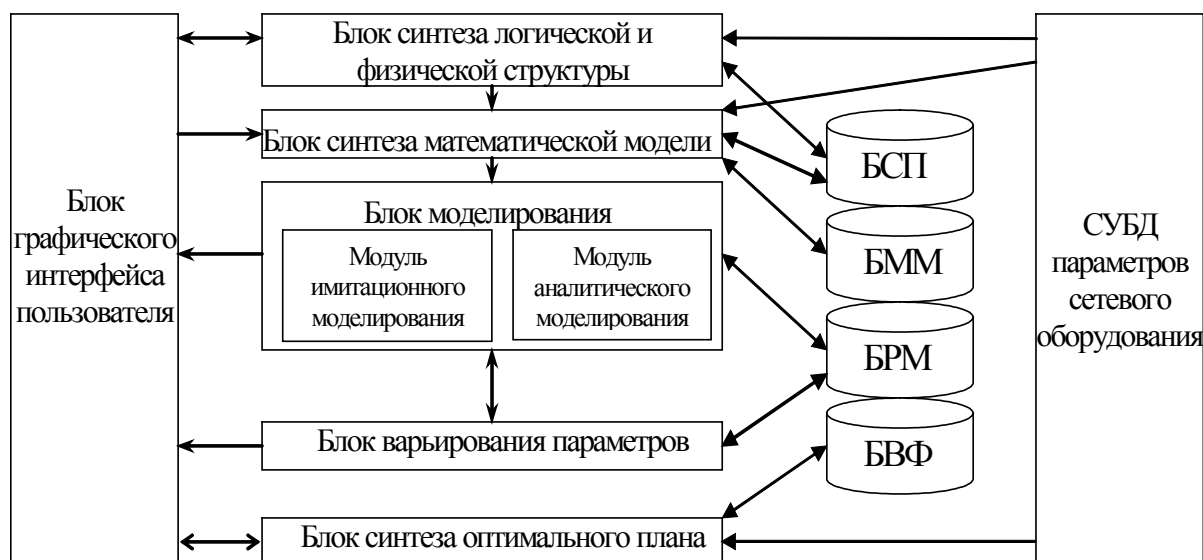 Блок
графического
интерфейса
пользователя
Блок синтеза логической и
физической структуры
Блок синтеза математической модели
Блок моделирования
Модуль
имитационного
моделирования
Модуль
аналитического
моделирования
Блок варьирования параметров
Блок синтеза оптимального плана
БСП
БММ
БРМ
БВФ
СУБД
параметров
сетевого
оборудования